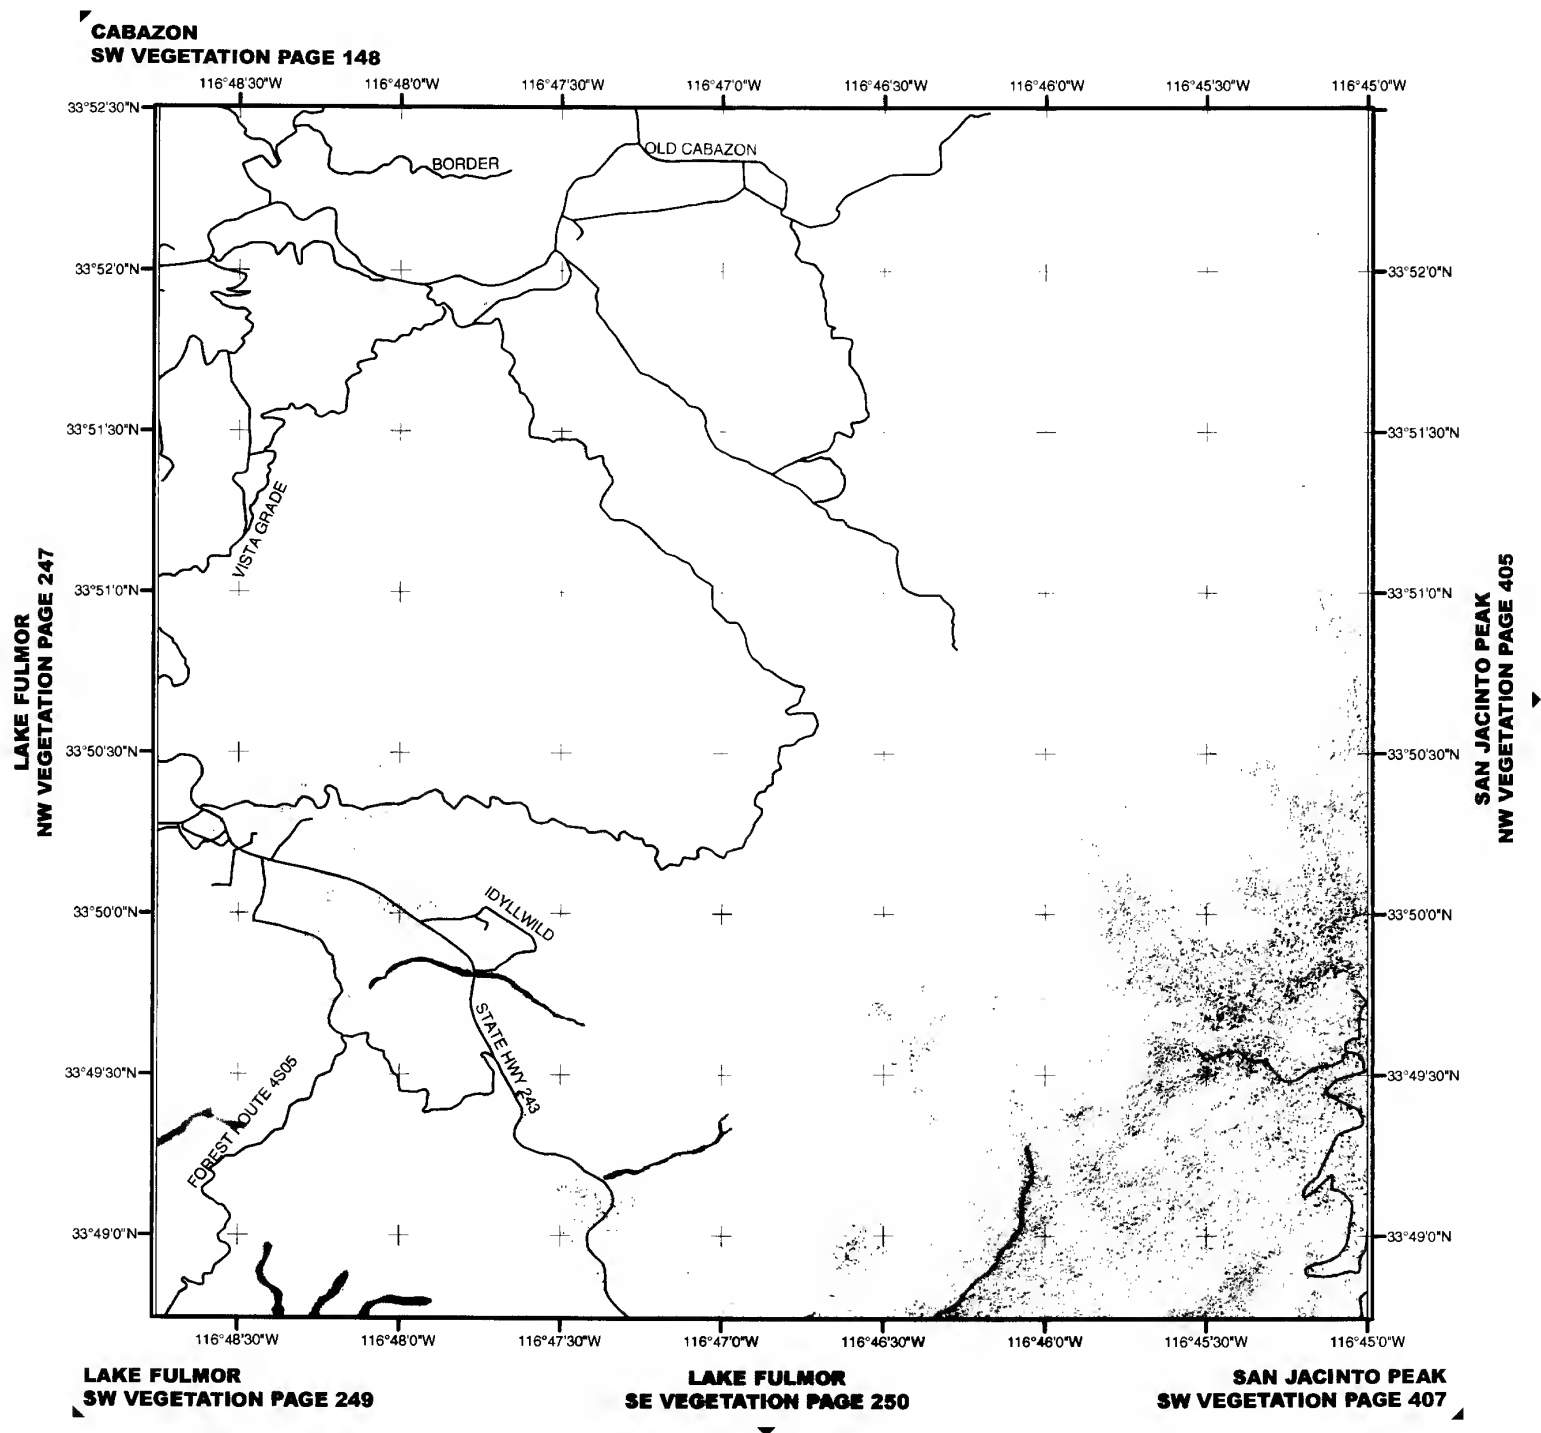 CABAZON
SW VEGETATION PAGE 148
116°48'30"W 116°48'0"W 116°47'30"W 116°47'0"W 116°46'30"W 116°46'0"W 116°45'30"W 116°45'0"W
33°52'30"N
OLD CABAZON
BORDER
33°52'0"N 33°52'0"N
33°51'30"N 33°51'30"N
VISTA GRADE
33°51'0"N 33°51'0"N
LAKE FULMOR
NW VEGETATION PAGE 247
SAN JACINTO PEAK
NW VEGETATION PAGE 405
33°50'30"N 33°50'30"N
IDYLLWILD
33°50'0"N 33°50'0"N
STATE HWY 243
33°49'30"N 33°49'30"N
FOREST ROUTE 4S05
33°49'0"N 33°49'0"N
116°48'30"W 116°48'0"W 116°47'30"W 116°47'0"W 116°46'30"W 116°46'0"W 116°45'30"W 116°45'0"W
LAKE FULMOR
SW VEGETATION PAGE 249
LAKE FULMOR
SE VEGETATION PAGE 250
SAN JACINTO PEAK
SW VEGETATION PAGE 407